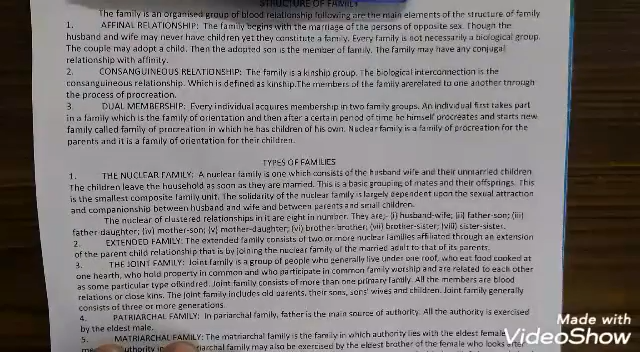 STRUCTURE OF FAMILY
The family is an organised group of blood relationship following are the main elements of the structure of family
1. AFFINAL RELATIONSHIP: The family begins with the marriage of the persons of opposite sex. Though the
husband and wife may never have children yet they constitute a family. Every family is not necessarily a biological group.
The couple may adopt a child. Then the adopted son is the member of family. The family may have any conjugal
relationship with affinity.
2. CONSANGUINEOUS RELATIONSHIP: The family is a kinship group. The biological interconnection is the
consanguineous relationship. Which is defined as kinship.The members of the family arerelated to one another through
the process of procreation.
3. DUAL MEMBERSHIP: Every individual acquires membership in two family groups. An individual first takes part
in a family which is the family of orientation and then after a certain period of time he himself procreates and starts new
family called family of procreation in which he has children of his own. Nuclear family is a family of procreation for the
parents and it is a family of orientation for their children.
TYPES OF FAMILIES
1. THE NUCLEAR FAMILY: A nuclear family is one which consists of the husband wife and their unmarried children.
The children leave the household as soon as they are married. This is a basic grouping of mates and their offsprings. This
is the smallest composite family unit. The solidarity of the nuclear family is largely dependent upon the sexual attraction
and companionship between husband and wife and between parents and small children.
The nuclear of clustered relationships in it are eight in number. They are;- (i) husband-wife; (ii) father-son; (iii)
father-daughter; (iv) mother-son; (v) mother-daughter; (vi) brother-brother; (vii) brother-sister; (viii) sister-sister.
2. EXTENDED FAMILY: The extended family consists of two or more nuclear families affiliated through an extension
of the parent child relationship that is by joining the nuclear family of the married adult to that of its parents.
3. THE JOINT FAMILY: Joint family is a group of people who generally live under one roof, who eat food cooked at
one hearth, who hold property in common and who participate in common family worship and are related to each other
as some particular type ofkindred. Joint family consists of more than one primary family. All the members are blood
relations or close kins. The joint family includes old parents, their sons, sons' wives and children. Joint family generally
consists of three or more generations.
4. PATRIARCHAL FAMILY: In pariarchal family, father is the main source of authority. All the authority is exercised
by the eldest male.
5. MATRIARCHAL FAMILY: The matriarchal family is the family in which authority lies with the eldest female
authority in archal family may also be exercised by the eldest brother of the female who looks after
Made with
VivaVideo